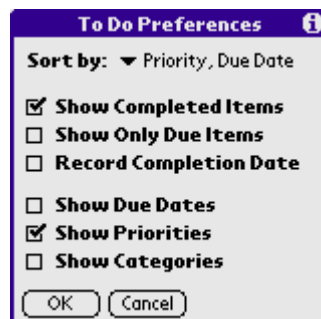 To Do Preferences
Sort by: Priority, Due Date
Show Completed Items
Show Only Due Items
Record Completion Date
Show Due Dates
Show Priorities
Show Categories
OK Cancel